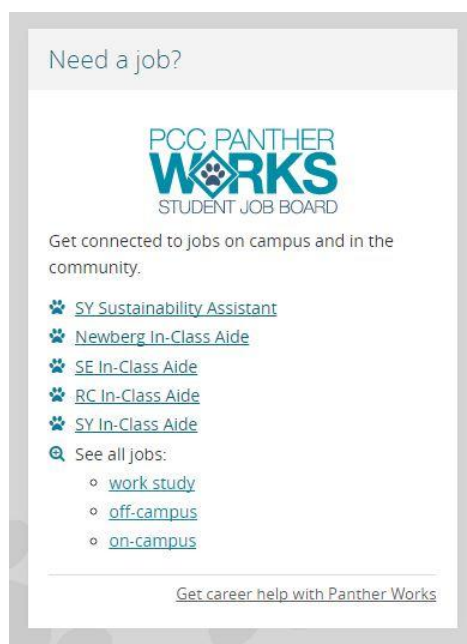 Need a job?
PCC PANTHER
WORKS
STUDENT JOB BOARD
Get connected to jobs on campus and in the
community.
SY Sustainability Assistant
Newberg In-Class Aide
SE In-Class Aide
RC In-Class Aide
SY In-Class Aide
See all jobs:
work study
off-campus
on-campus
Get career help with Panther Works